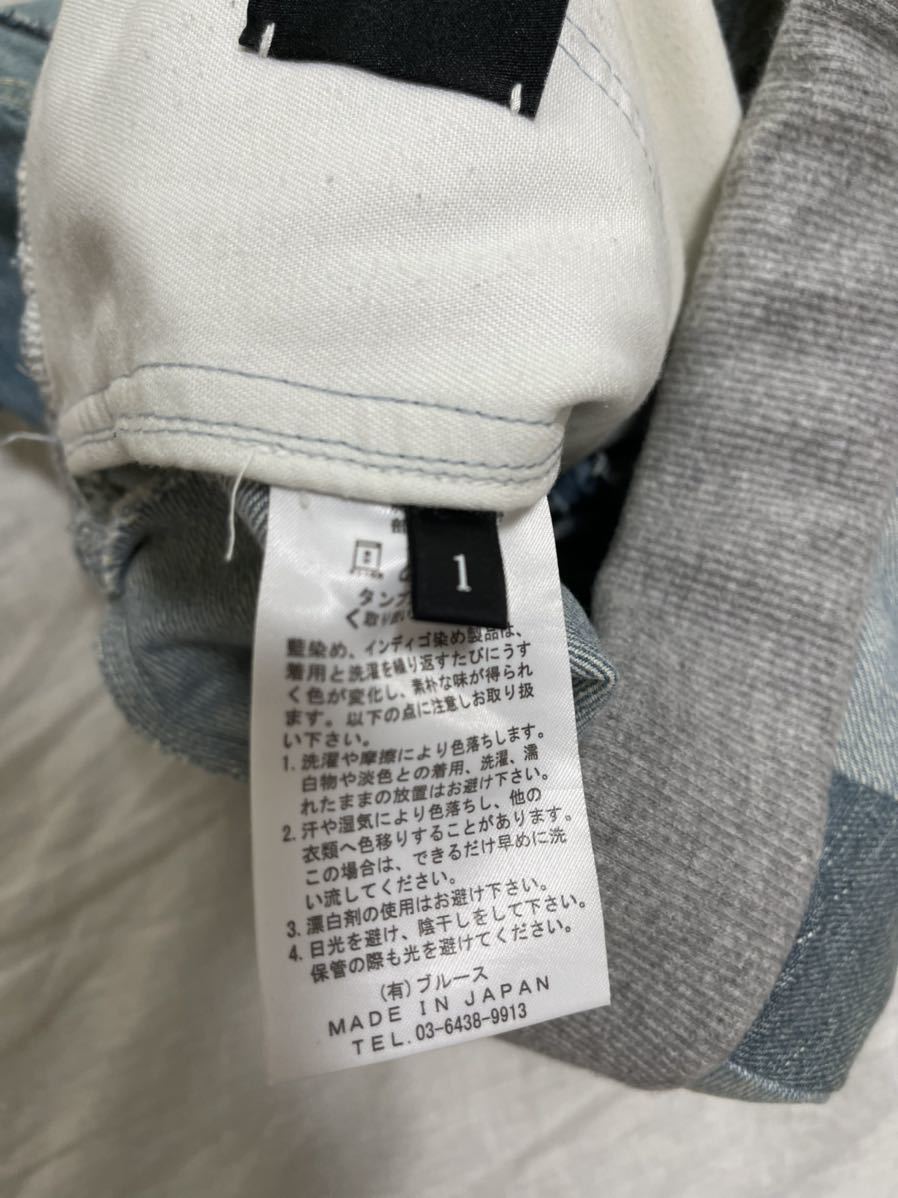 1
タンブ
く取り
藍染め、インディゴ染め製品は、
着用と洗濯を繰り返すたびにうす
く色が変化し、素朴な味が得られ
ます。以下の点に注意しお取り扱
い下さい。
1. 洗濯や摩擦により色落ちします。
白物や淡色との着用、洗濯、濡
れたままの放置はお避け下さい。
2. 汗や湿気により色落ちし、他の
衣類へ色移りすることがあります。
この場合は、できるだけ早めに洗
い流してください。
3. 漂白剤の使用はお避け下さい。
4. 日光を避け、陰干しをして下さい。
保管の際も光を避けてください。
(有)ブルース
MADE IN JAPAN
TEL.03-6438-9913